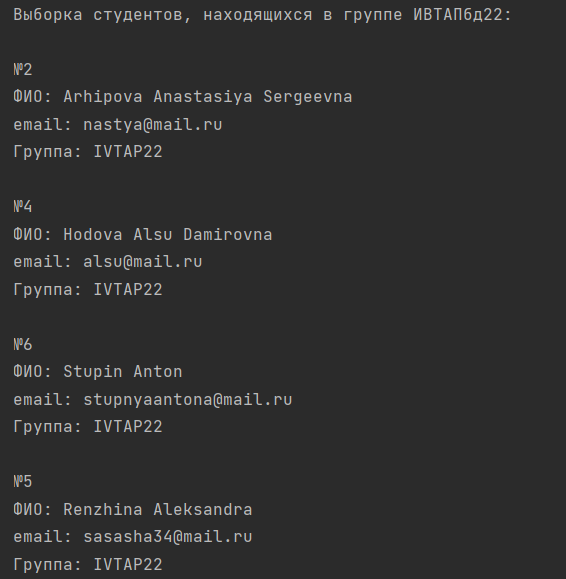 Выборка студентов, находящихся в группе ИВТАПбд22:
№2
ФИО: Arhipova Anastasiya Sergeevna
email: nastya@mail.ru
Группа: IVTAP22
№4
ФИО: Hodova Alsu Damirovna
email: alsu@mail.ru
Группа: IVTAP22
№6
ФИО: Stupin Anton
email: stupnyaantona@mail.ru
Группа: IVTAP22
№5
ФИО: Renzhina Aleksandra
email: sasasha34@mail.ru
Группа: IVTAP22